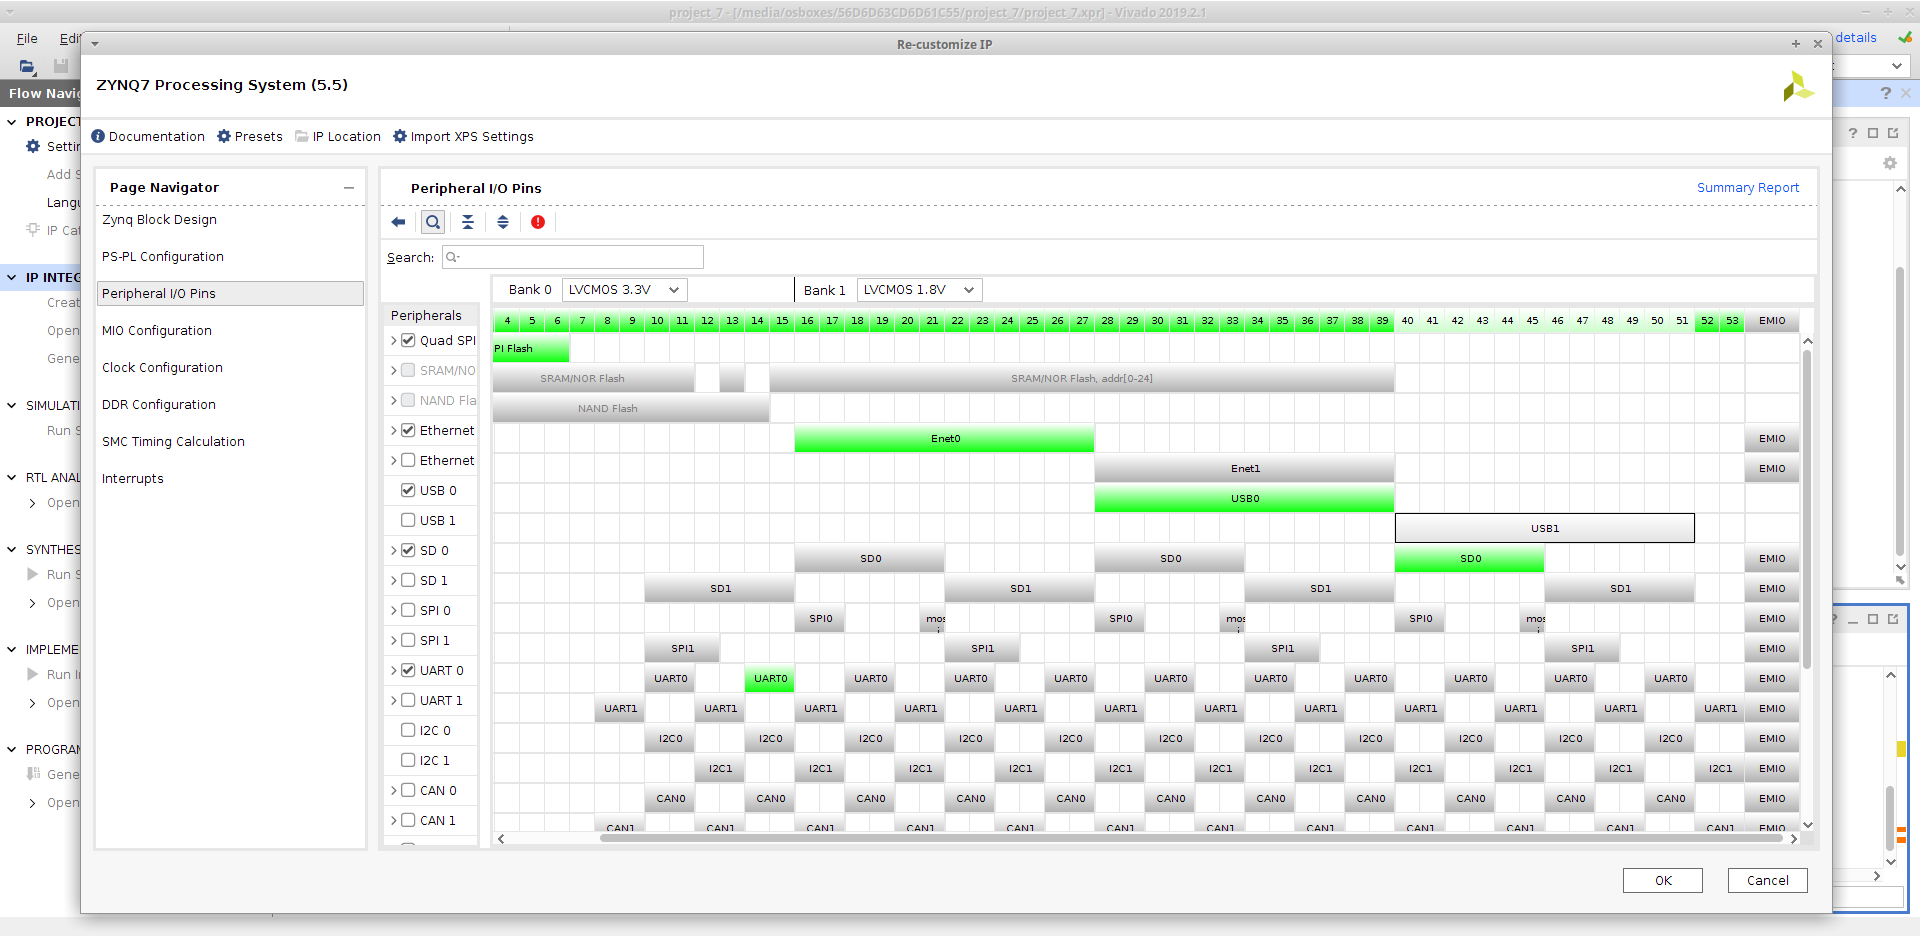 project_7 - [/media/osboxes/56D6D63CD6D61C55/project_7/project_7.xpr] - Vivado 2019.2.1
File Edi
details
Re-customize IP
ZYNQ7 Processing System (5.5)
Documentation Presets IP Location Import XPS Settings
Flow Navig
PROJECT
Settin
Add S
Langu
IP Cat
IP INTEG
Creat
Open
Gene
SIMULATI
Run S
RTL ANAL
Open
SYNTHES
Run S
Open
IMPLEME
Run In
Open
PROGRAM
Gene
Open
Page Navigator
Zynq Block Design
PS-PL Configuration
Peripheral I/O Pins
MIO Configuration
Clock Configuration
DDR Configuration
SMC Timing Calculation
Interrupts
Peripheral I/O Pins Summary Report
Search:
Bank 0 LVCMOS 3.3V Bank 1 LVCMOS 1.8V
Peripherals 4 5 6 7 8 9 10 11 12 13 14 15 16 17 18 19 20 21 22 23 24 25 26 27 28 29 30 31 32 33 34 35 36 37 38 39 40 41 42 43 44 45 46 47 48 49 50 51 52 53 EMIO
Quad SPI PI Flash
SRAM/NO SRAM/NOR Flash SRAM/NOR Flash, addr[0-24]
NAND Fla NAND Flash
Ethernet Enet0 EMIO
Ethernet Enet1 EMIO
USB 0 USB0
USB 1 USB1
SD 0 SD0 SD0 SD0 EMIO
SD 1 SD1 SD1 SD1 SD1 EMIO
SPI 0 SPI0 mosi SPI0 mosi SPI0 mosi EMIO
SPI 1 SPI1 SPI1 SPI1 SPI1 EMIO
UART 0 UART0 UART0 UART0 UART0 UART0 UART0 UART0 UART0 UART0 UART0 UART0 EMIO
UART 1 UART1 UART1 UART1 UART1 UART1 UART1 UART1 UART1 UART1 UART1 UART1 UART1 EMIO
I2C 0 I2C0 I2C0 I2C0 I2C0 I2C0 I2C0 I2C0 I2C0 I2C0 I2C0 I2C0 EMIO
I2C 1 I2C1 I2C1 I2C1 I2C1 I2C1 I2C1 I2C1 I2C1 I2C1 I2C1 I2C1 EMIO
CAN 0 CAN0 CAN0 CAN0 CAN0 CAN0 CAN0 CAN0 CAN0 CAN0 CAN0 CAN0 EMIO
CAN 1 CAN1 CAN1 CAN1 CAN1 CAN1 CAN1 CAN1 CAN1 CAN1 CAN1 CAN1 CAN1 EMIO
OK Cancel